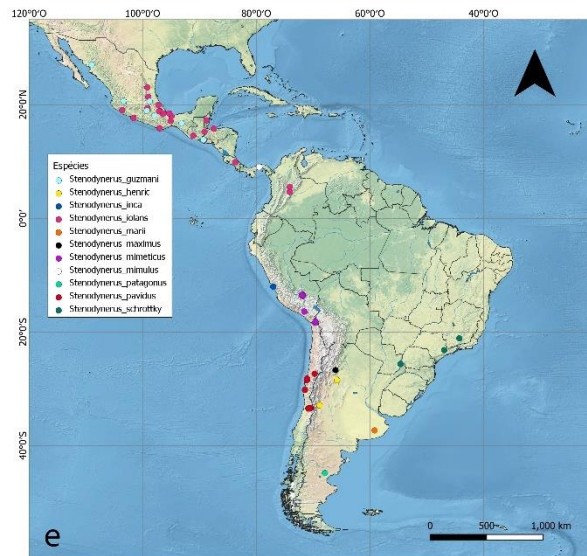 120°0'W 100°0'W 80°0'W 60°0'W 40°0'W
20°0'N
0°0'
20°0'S
40°0'S
Espécies
Stenodynerus_guzmani
Stenodynerus_henric
Stenodynerus_inca
Stenodynerus_iolans
Stenodynerus_marii
Stenodynerus_maximus
Stenodynerus_mimeticus
Stenodynerus_mimulus
Stenodynerus_patagonus
Stenodynerus_pavidus
Stenodynerus_schrottky
e
0 500 1,000 km